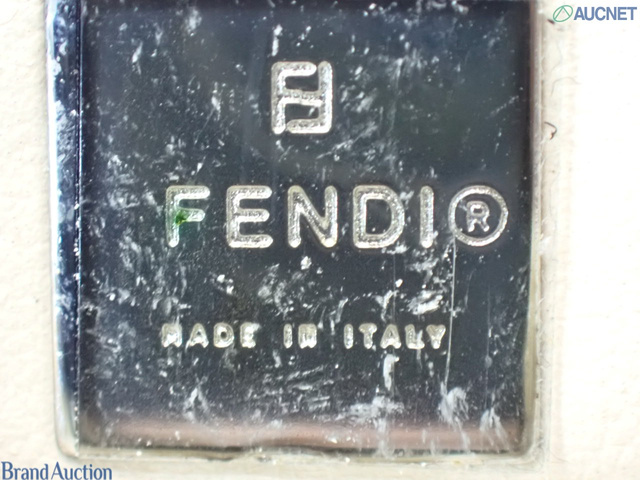 AUCNET
FENDI®
MADE IN ITALY
Brand Auction